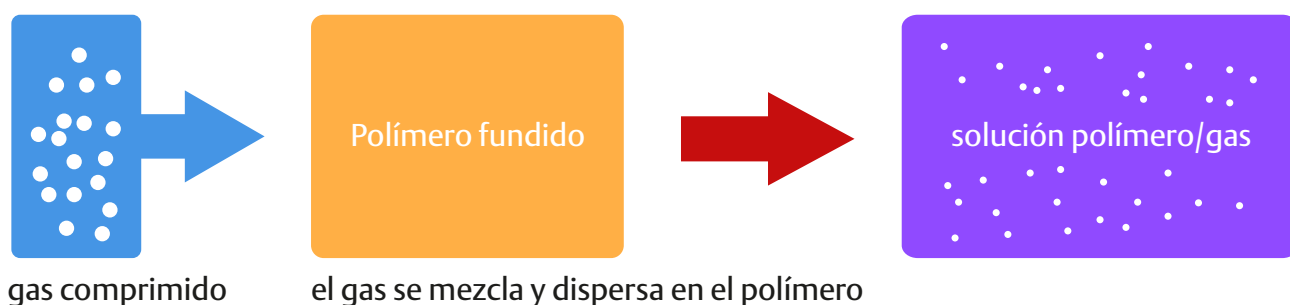 Polímero fundido
solución polímero/gas
gas comprimido
el gas se mezcla y dispersa en el polímero